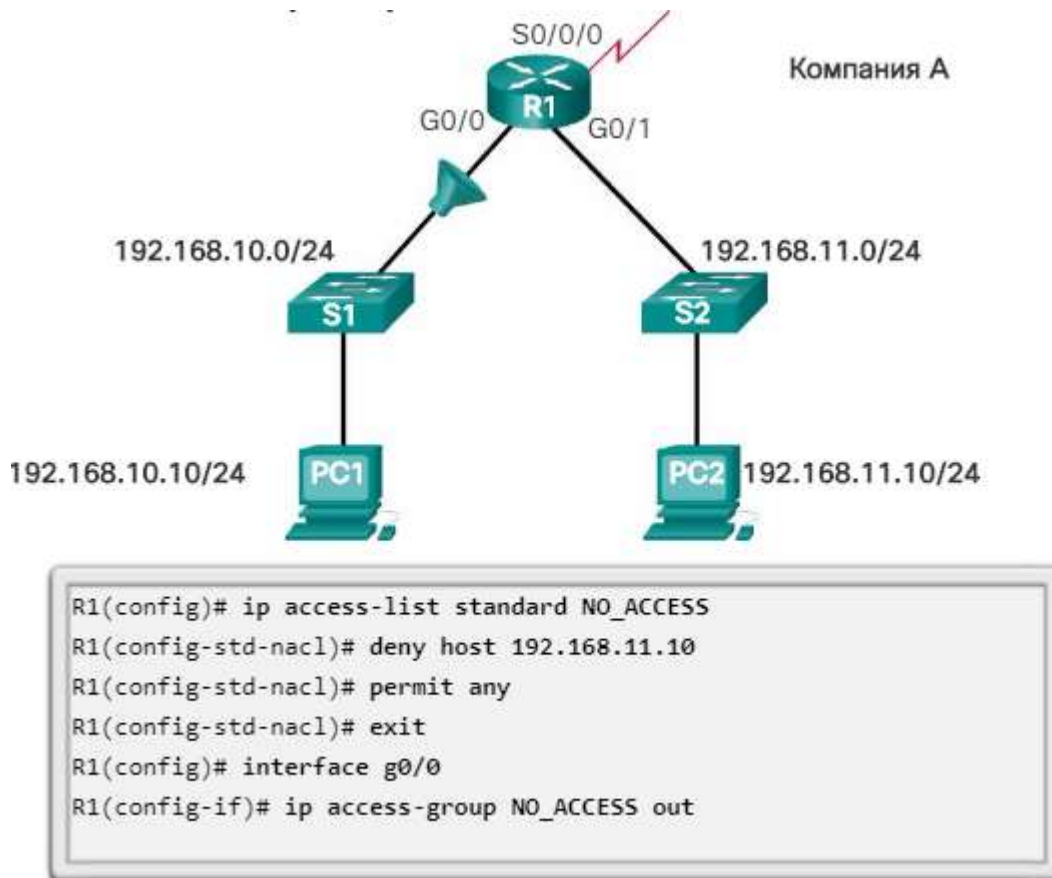 S0/0/0
Компания A
R1
G0/0
G0/1
192.168.10.0/24
192.168.11.0/24
S1
S2
192.168.10.10/24
PC1
PC2
192.168.11.10/24
R1(config)# ip access-list standard NO_ACCESS
R1(config-std-nacl)# deny host 192.168.11.10
R1(config-std-nacl)# permit any
R1(config-std-nacl)# exit
R1(config)# interface g0/0
R1(config-if)# ip access-group NO_ACCESS out